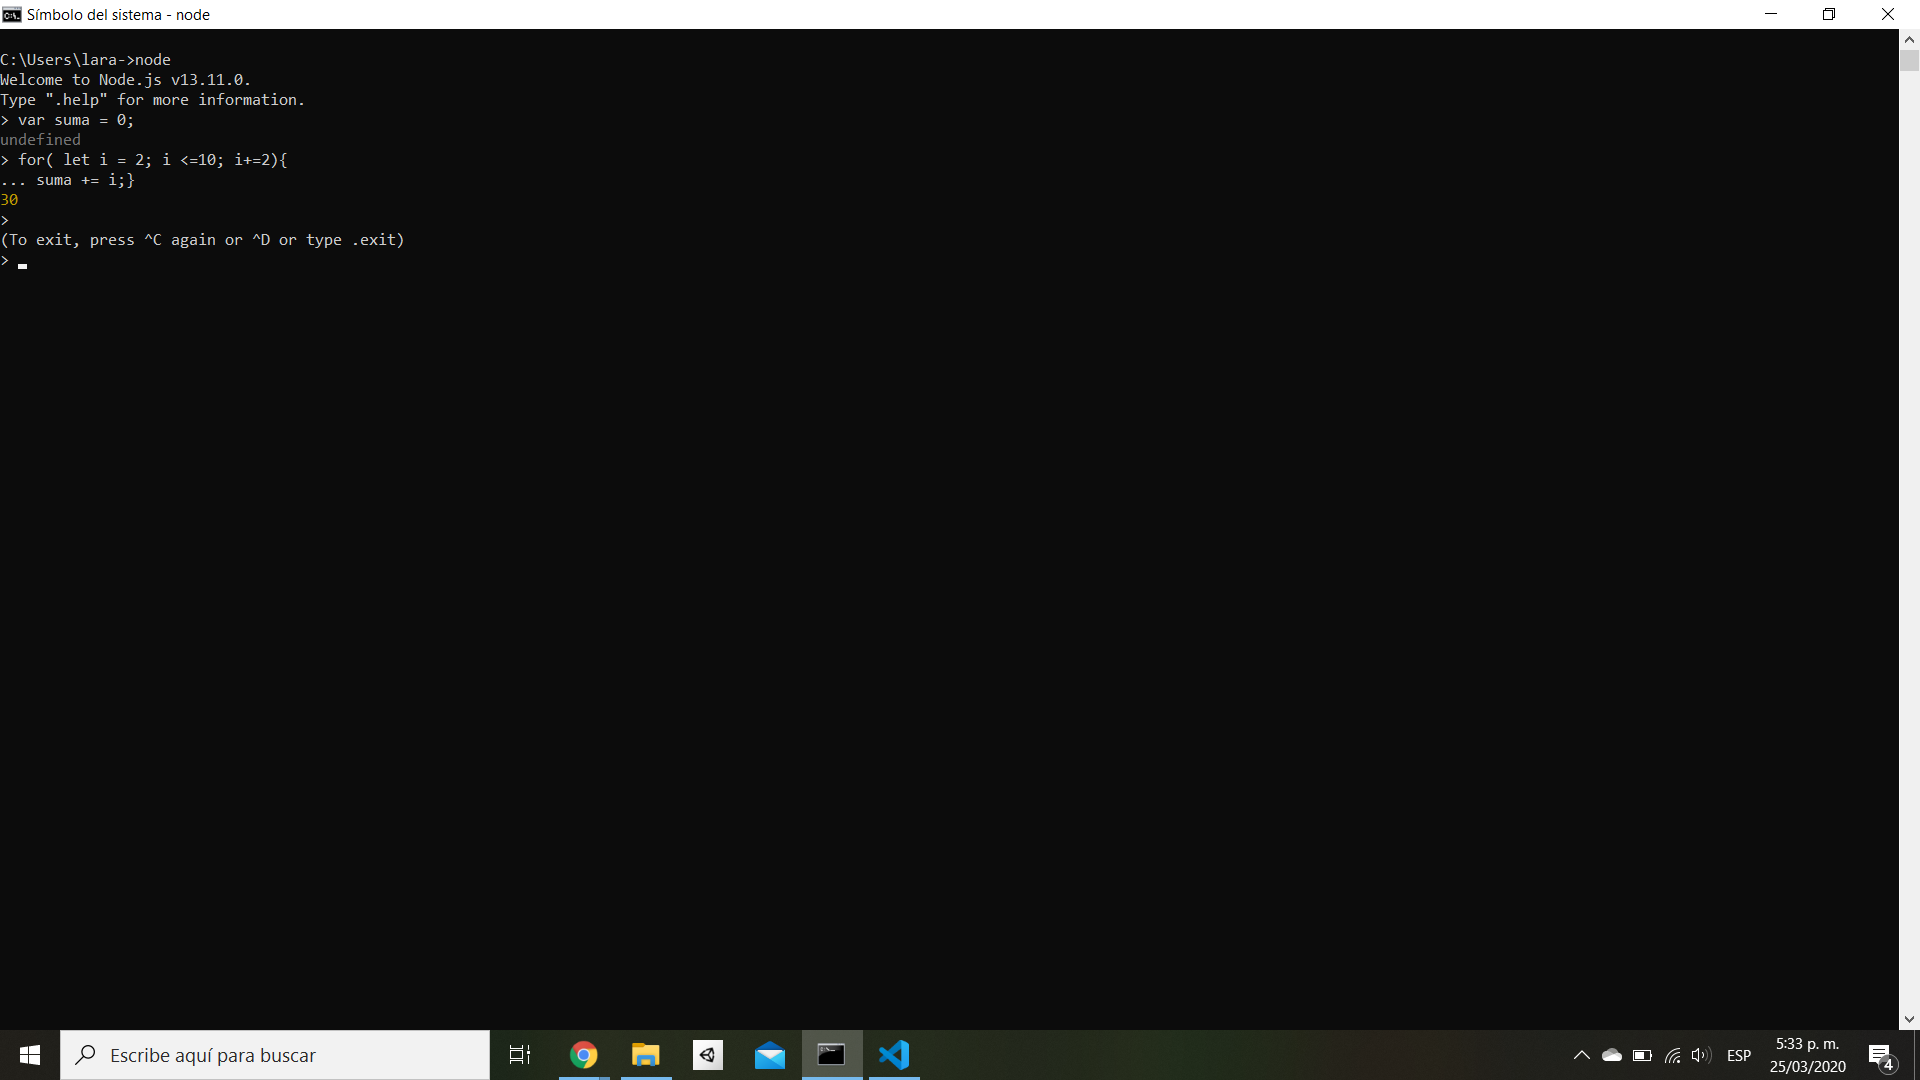 Símbolo del sistema - node
C:\Users\lara->node
Welcome to Node.js v13.11.0.
Type ".help" for more information.
> var suma = 0;
undefined
> for( let i = 2; i <=10; i+=2){
... suma += i;}
30
>
(To exit, press ^C again or ^D or type .exit)
>
Escribe aquí para buscar
ESP
5:33 p. m.
25/03/2020
4